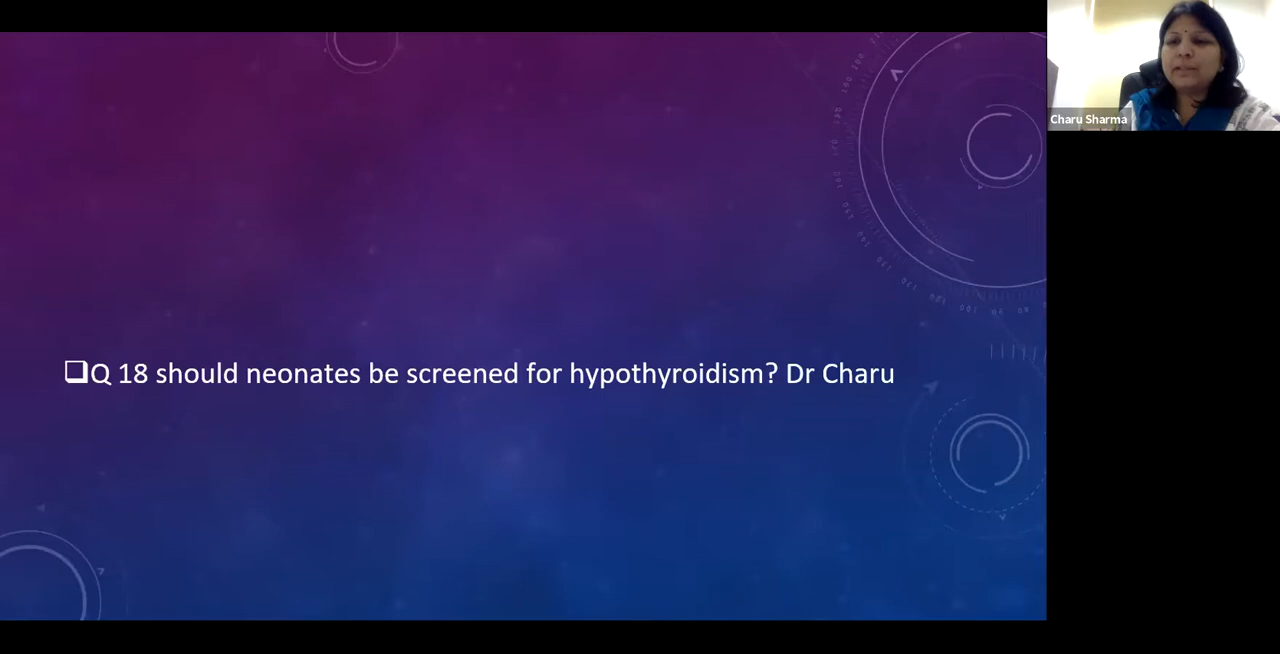 Charu Sharma
❑Q 18 should neonates be screened for hypothyroidism? Dr Charu